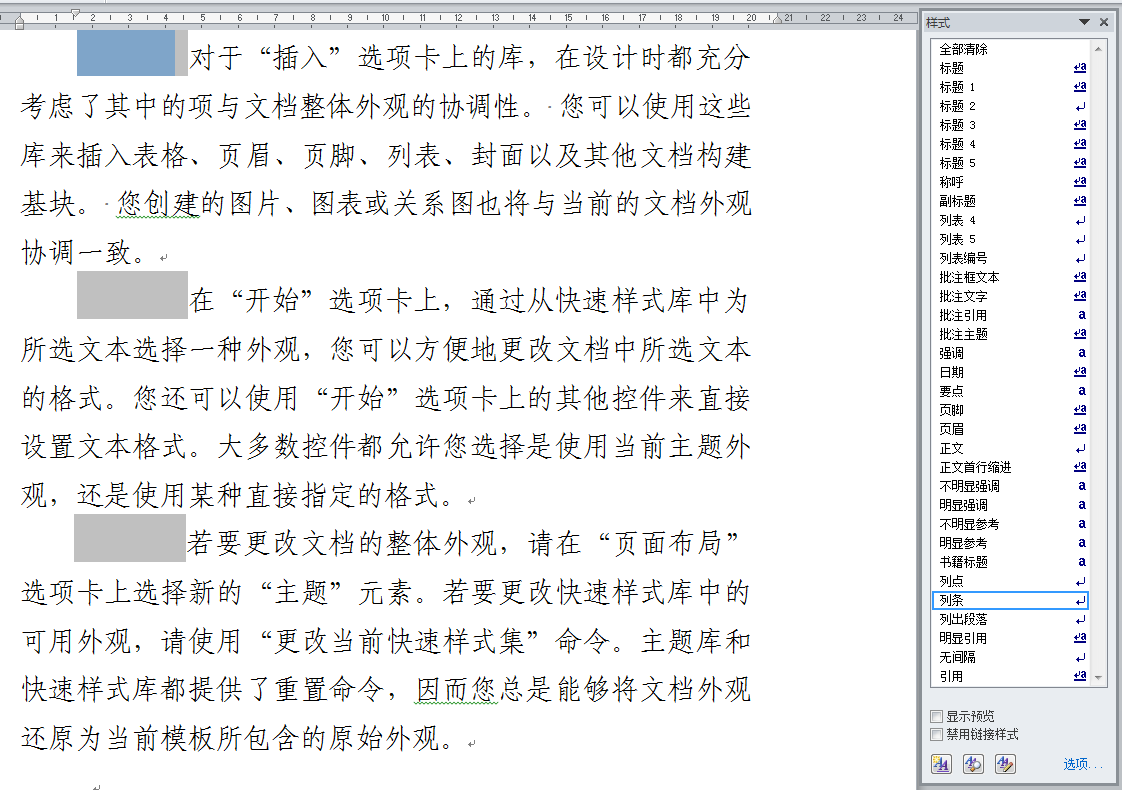 1 2 3 4 5 6 7 8 9 10 11 12 13 14 15 16 17 18 19 20 21 22 23 24
对于“插入”选项卡上的库，在设计时都充分
考虑了其中的项与文档整体外观的协调性。 您可以使用这些
库来插入表格、页眉、页脚、列表、封面以及其他文档构建
基块。 您创建的图片、图表或关系图也将与当前的文档外观
协调一致。
在“开始”选项卡上，通过从快速样式库中为
所选文本选择一种外观，您可以方便地更改文档中所选文本
的格式。您还可以使用“开始”选项卡上的其他控件来直接
设置文本格式。大多数控件都允许您选择是使用当前主题外
观，还是使用某种直接指定的格式。
若要更改文档的整体外观，请在“页面布局”
选项卡上选择新的“主题”元素。若要更改快速样式库中的
可用外观，请使用“更改当前快速样式集”命令。主题库和
快速样式库都提供了重置命令，因而您总是能够将文档外观
还原为当前模板所包含的原始外观。
样式
全部清除
标题 a
标题 1 a
标题 2
标题 3 a
标题 4 a
标题 5 a
称呼 a
副标题 a
列表 4
列表 5
列表编号
批注框文本 a
批注文字 a
批注引用 a
批注主题 a
强调 a
日期 a
要点 a
页脚 a
页眉 a
正文
正文首行缩进 a
不明显强调 a
明显强调 a
不明显参考 a
明显参考 a
书籍标题 a
列点
列条
列出段落
明显引用 a
无间隔
引用 a
显示预览
禁用链接样式
选项...